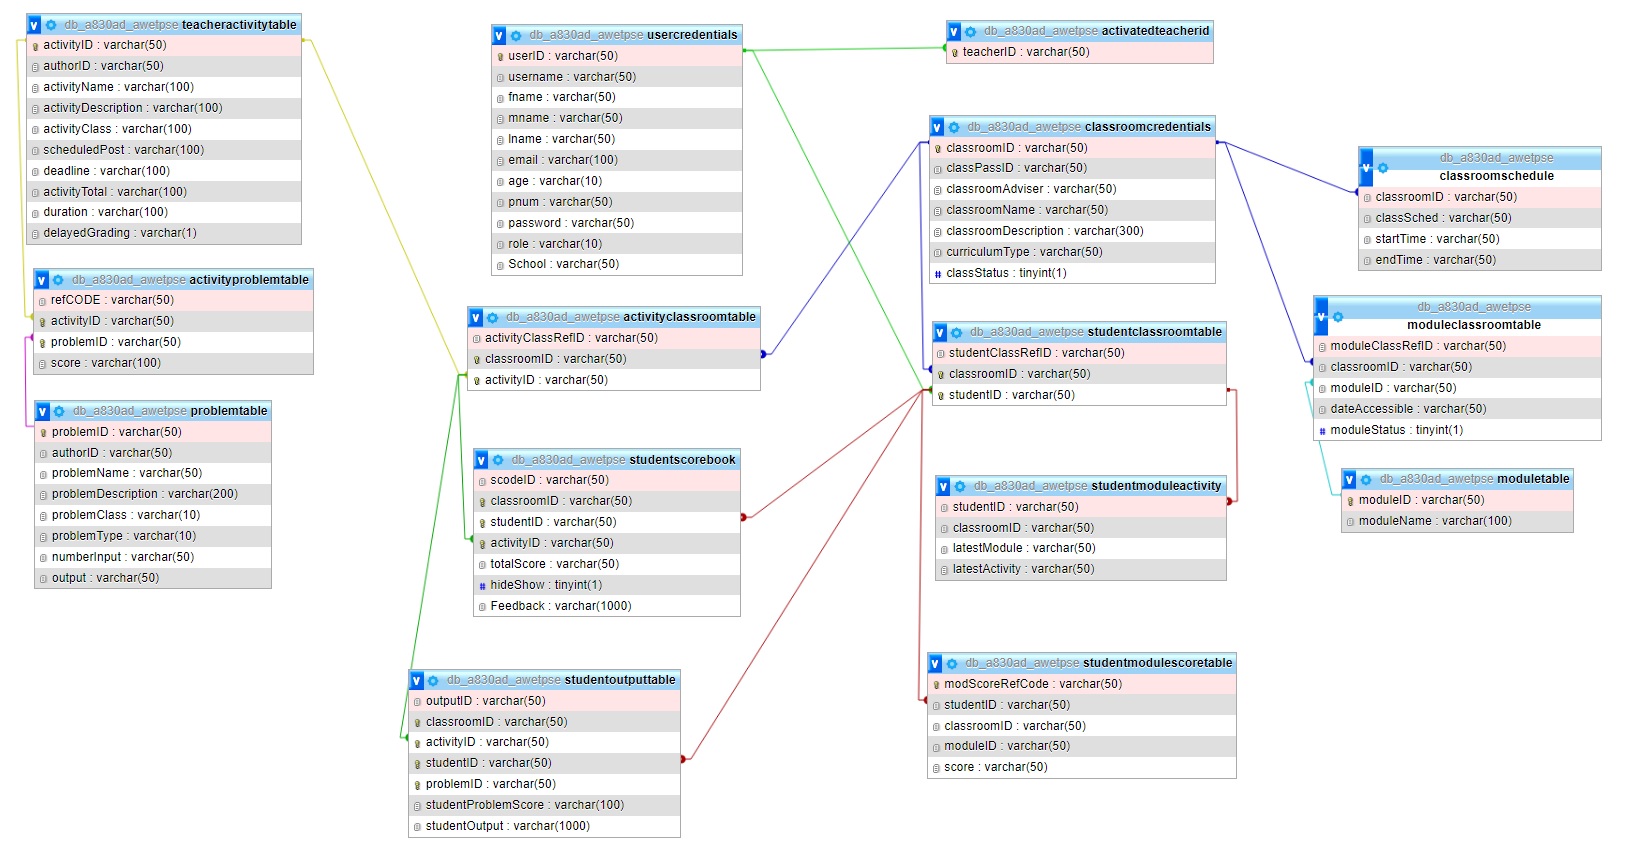 db_a830ad_awetpse teacheractivitytable
activityID : varchar(50)
authorID : varchar(50)
activityName : varchar(100)
activityDescription : varchar(100)
activityClass : varchar(100)
scheduledPost : varchar(100)
deadline : varchar(100)
activityTotal : varchar(100)
duration : varchar(100)
delayedGrading : varchar(1)
db_a830ad_awetpse activityproblemtable
refCODE : varchar(50)
activityID : varchar(50)
problemID : varchar(50)
score : varchar(100)
db_a830ad_awetpse problemtable
problemID : varchar(50)
authorID : varchar(50)
problemName : varchar(50)
problemDescription : varchar(200)
problemClass : varchar(10)
problemType : varchar(10)
numberInput : varchar(50)
output : varchar(50)
db_a830ad_awetpse usercredentials
userID : varchar(50)
username : varchar(50)
fname : varchar(50)
mname : varchar(50)
lname : varchar(50)
email : varchar(100)
age : varchar(10)
pnum : varchar(50)
password : varchar(50)
role : varchar(10)
School : varchar(50)
db_a830ad_awetpse activityclassroomtable
activityClassRefID : varchar(50)
classroomID : varchar(50)
activityID : varchar(50)
db_a830ad_awetpse studentscorebook
scodeID : varchar(50)
classroomID : varchar(50)
studentID : varchar(50)
activityID : varchar(50)
totalScore : varchar(50)
# hideShow : tinyint(1)
Feedback : varchar(1000)
db_a830ad_awetpse studentoutputtable
outputID : varchar(50)
classroomID : varchar(50)
activityID : varchar(50)
studentID : varchar(50)
problemID : varchar(50)
studentProblemScore : varchar(100)
studentOutput : varchar(1000)
db_a830ad_awetpse activatedteacherid
teacherID : varchar(50)
db_a830ad_awetpse classroomcredentials
classroomID : varchar(50)
classPassID : varchar(50)
classroomAdviser : varchar(50)
classroomName : varchar(50)
classroomDescription : varchar(300)
curriculumType : varchar(50)
# classStatus : tinyint(1)
db_a830ad_awetpse studentclassroomtable
studentClassRefID : varchar(50)
classroomID : varchar(50)
studentID : varchar(50)
db_a830ad_awetpse studentmoduleactivity
studentID : varchar(50)
classroomID : varchar(50)
latestModule : varchar(50)
latestActivity : varchar(50)
db_a830ad_awetpse studentmodulescoretable
modScoreRefCode : varchar(50)
studentID : varchar(50)
classroomID : varchar(50)
moduleID : varchar(50)
score : varchar(50)
db_a830ad_awetpse
classroomschedule
classroomID : varchar(50)
classSched : varchar(50)
startTime : varchar(50)
endTime : varchar(50)
db_a830ad_awetpse
moduleclassroomtable
moduleClassRefID : varchar(50)
classroomID : varchar(50)
moduleID : varchar(50)
dateAccessible : varchar(50)
# moduleStatus : tinyint(1)
db_a830ad_awetpse moduletable
moduleID : varchar(50)
moduleName : varchar(100)